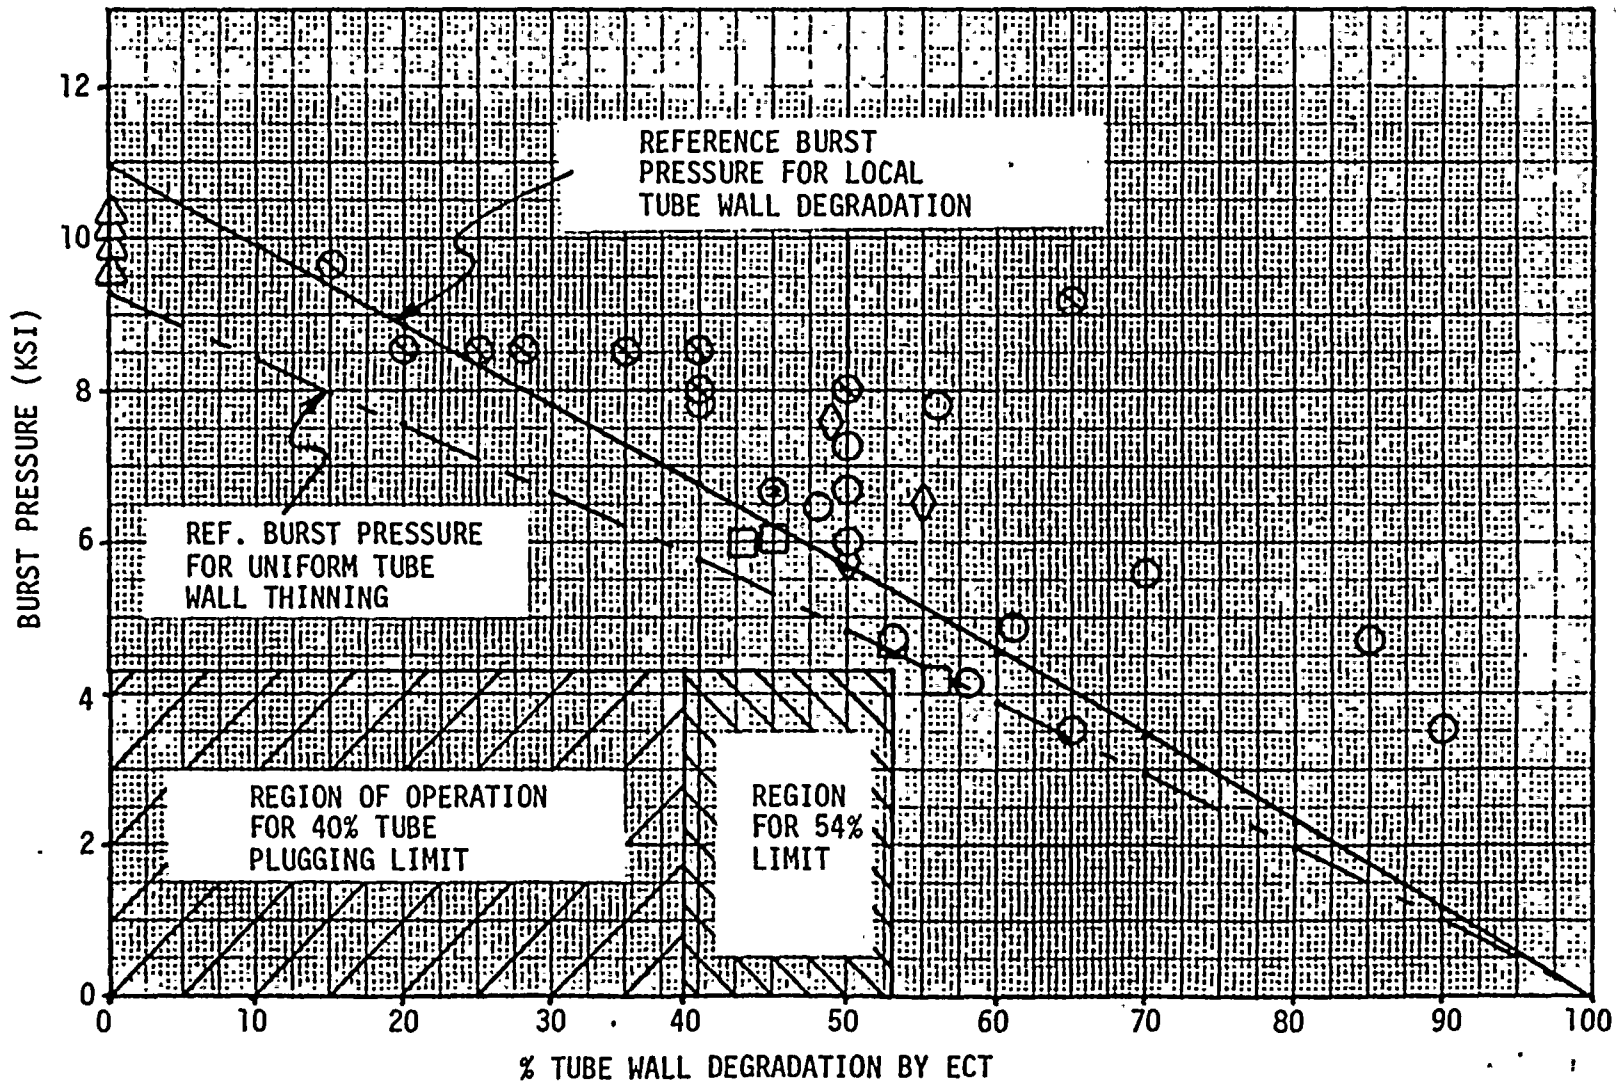 12
10
8
6
4
2
0
BURST PRESSURE (KSI)
REFERENCE BURST
PRESSURE FOR LOCAL
TUBE WALL DEGRADATION
REF. BURST PRESSURE
FOR UNIFORM TUBE
WALL THINNING
REGION OF OPERATION
FOR 40% TUBE
PLUGGING LIMIT
REGION
FOR 54%
LIMIT
0 10 20 30 40 50 60 70 80 90 100
% TUBE WALL DEGRADATION BY ECT